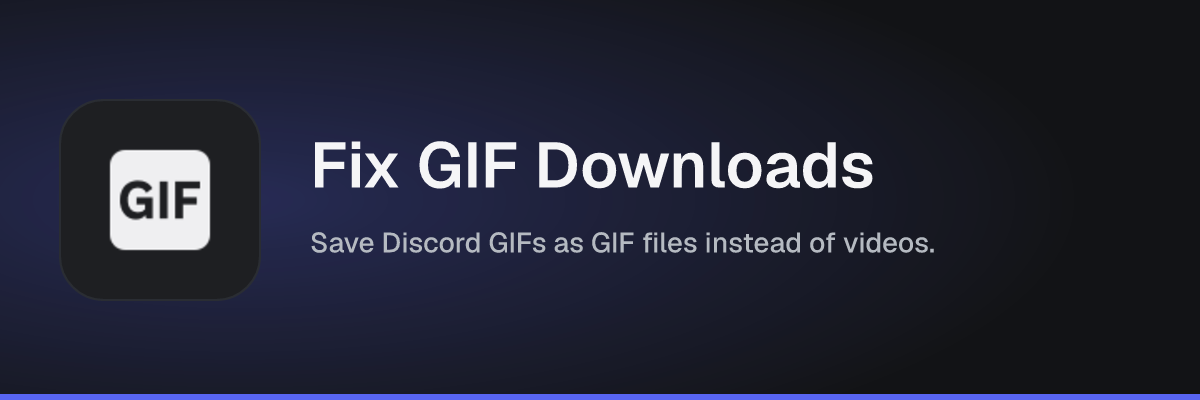 GIF
Fix GIF Downloads
Save Discord GIFs as GIF files instead of videos.